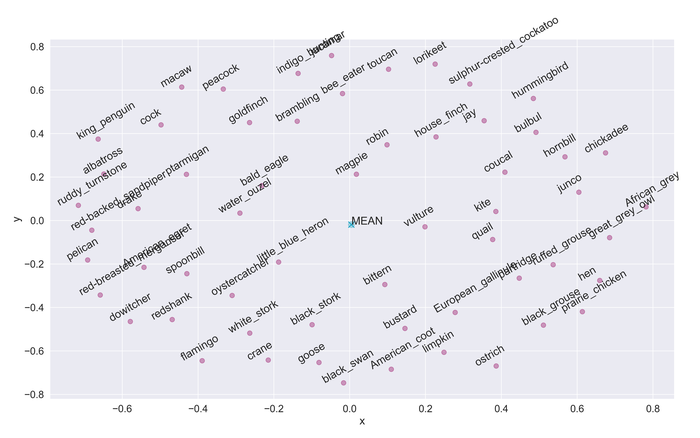 0.8
0.6
0.4
0.2
0.0
−0.2
−0.4
−0.6
−0.8
y
−0.6
−0.4
−0.2
0.0
0.2
0.4
0.6
0.8
x
indigo_bunting
jacamar
lorikeet
sulphur-crested_cockatoo
macaw
peacock
bee_eater
toucan
hummingbird
king_penguin
cock
goldfinch
brambling
house_finch
jay
bulbul
robin
hornbill
chickadee
albatross
ptarmigan
bald_eagle
magpie
coucal
ruddy_turnstone
red-backed_sandpiper
drake
water_ouzel
junco
African_grey
MEAN
vulture
kite
quail
great_grey_owl
pelican
American_egret
red-breasted_merganser
spoonbill
little_blue_heron
oystercatcher
bittern
European_gallinule
partridge
ruffed_grouse
hen
prairie_chicken
dowitcher
redshank
white_stork
black_stork
bustard
black_grouse
flamingo
crane
goose
black_swan
American_coot
limpkin
ostrich